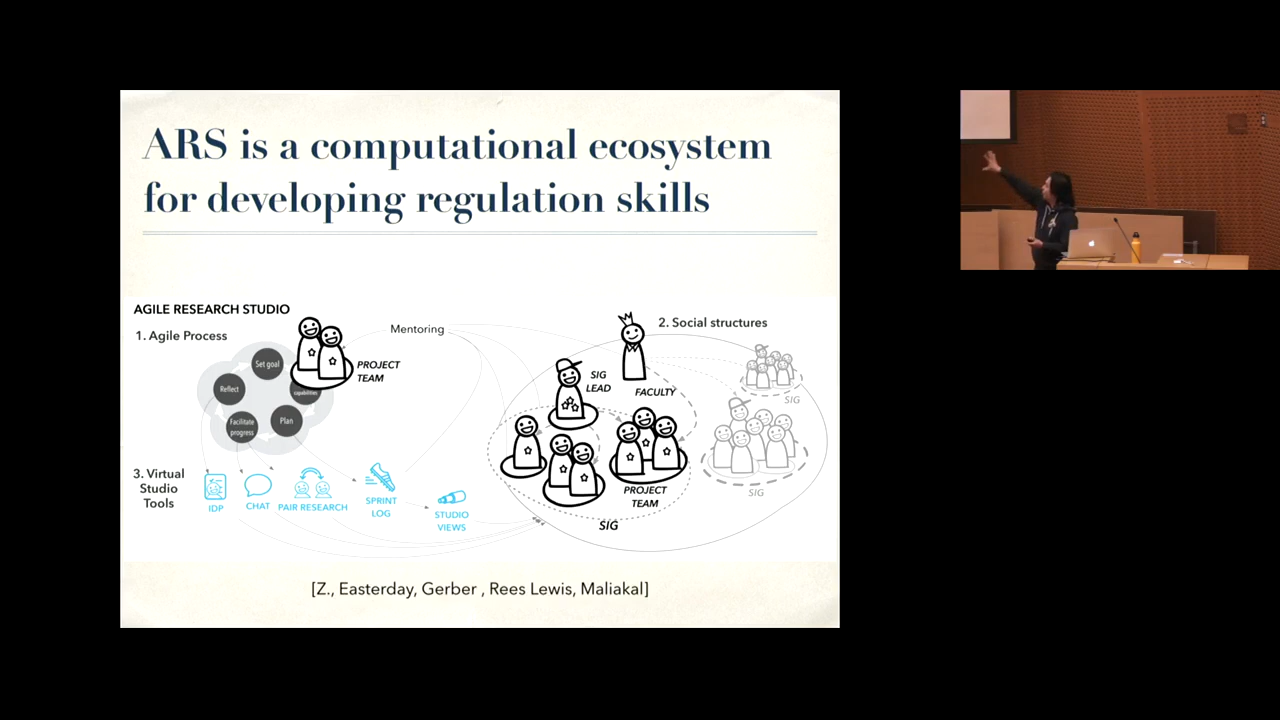 ARS is a computational ecosystem
for developing regulation skills
AGILE RESEARCH STUDIO
1. Agile Process
Set goal
Reflect
capabilities
Facilitate
progress
Plan
PROJECT
TEAM
Mentoring
2. Social structures
SIG
LEAD
FACULTY
SIG
PROJECT
TEAM
SIG
SIG
3. Virtual
Studio
Tools
IDP
CHAT
PAIR RESEARCH
SPRINT
LOG
STUDIO
VIEWS
[Z., Easterday, Gerber , Rees Lewis, Maliakal]